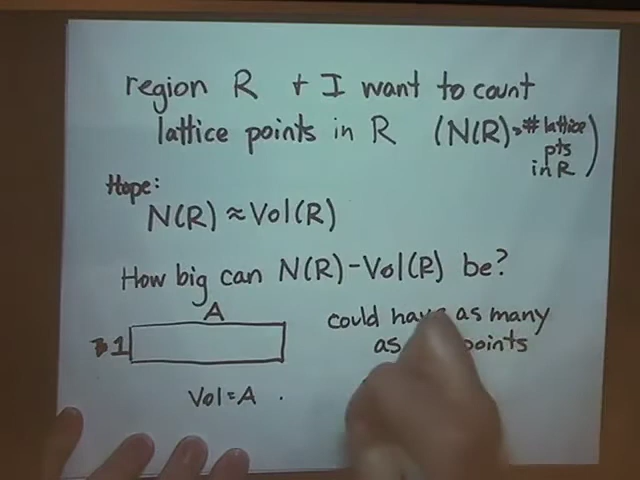 region R + I want to count
lattice points in R (N(R)=# lattice
pts
in R)
Hope:
N(R) ≈ Vol(R)
How big can N(R)-Vol(R) be?
A
1
could have as many
as points
Vol=A